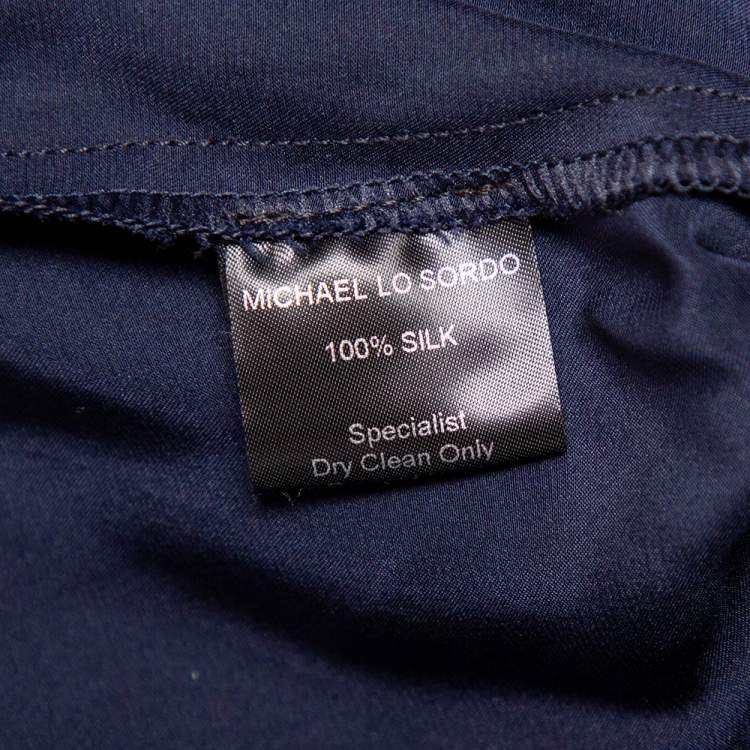 MICHAEL LO SORDO
100% SILK
Specialist
Dry Clean Only